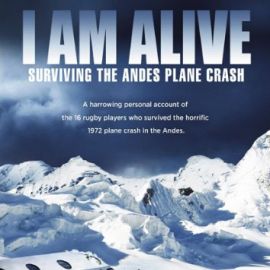 I AM ALIVE
SURVIVING THE ANDES PLANE CRASH
A harrowing personal account of
the 16 rugby players who survived the horrific
1972 plane crash in the Andes.